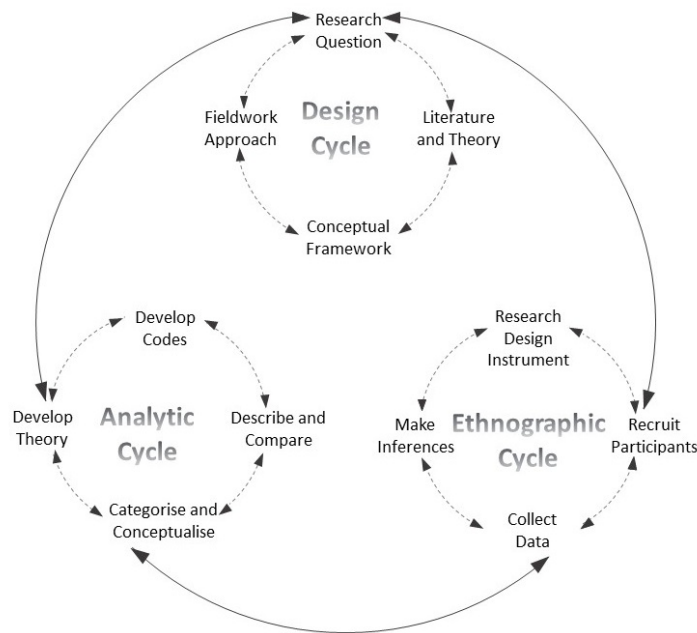 Research
Question
Fieldwork
Approach
Design
Cycle
Literature
and Theory
Conceptual
Framework
Develop
Codes
Develop
Theory
Analytic
Cycle
Describe and
Compare
Categorise and
Conceptualise
Research
Design
Instrument
Make
Inferences
Ethnographic
Cycle
Recruit
Participants
Collect
Data